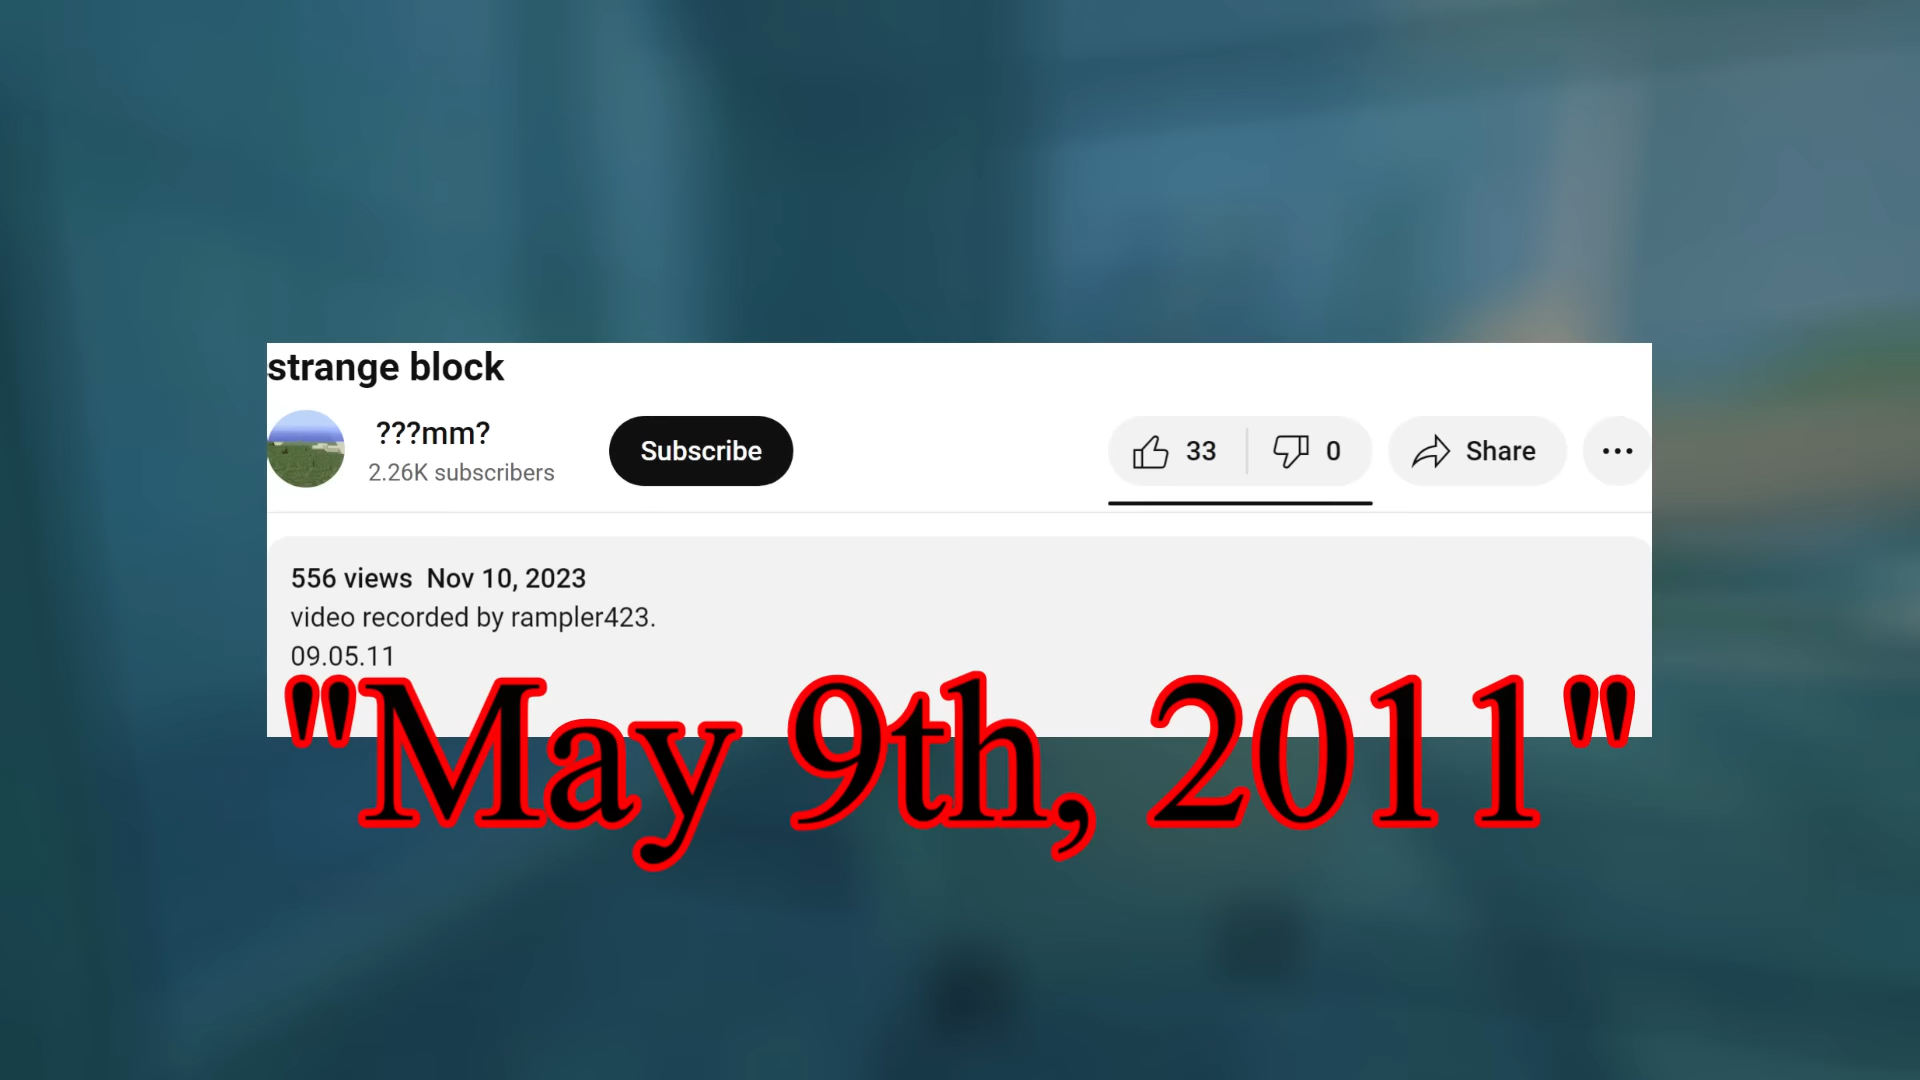 strange block
???mm?
2.26K subscribers
Subscribe
33
0
Share
556 views  Nov 10, 2023
video recorded by rampler423.
09.05.11
"May 9th, 2011"